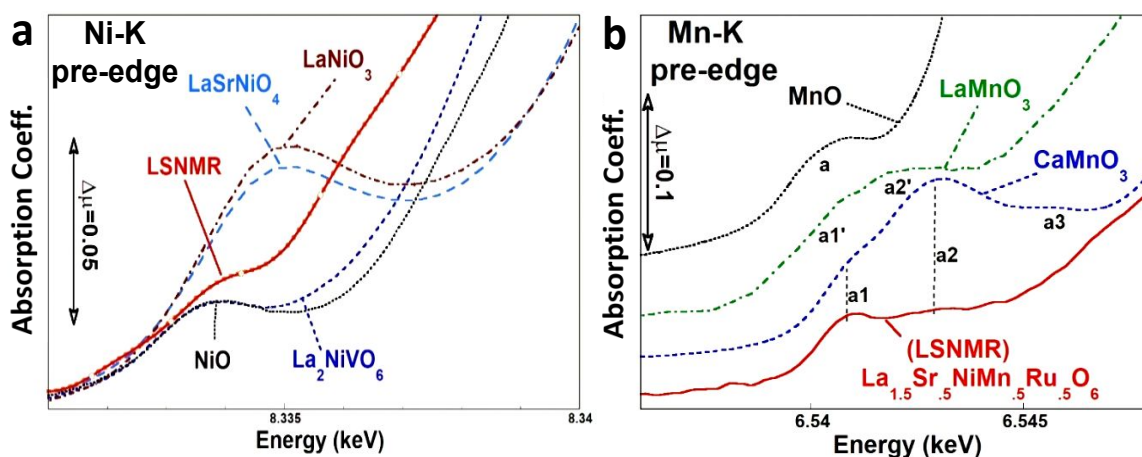 a
Ni-K
pre-edge
LaNiO3
LaSrNiO4
LSNMR
Δμ=0.05
NiO
La2NiVO6
Absorption Coeff.
8.335
8.34
Energy (keV)
b
Mn-K
pre-edge
MnO
LaMnO3
CaMnO3
Δμ=0.1
a
a1'
a2'
a3
a2
a1
(LSNMR)
La1.5Sr.5NiMn.5Ru.5O6
Absorption Coeff.
6.54
6.545
Energy (keV)